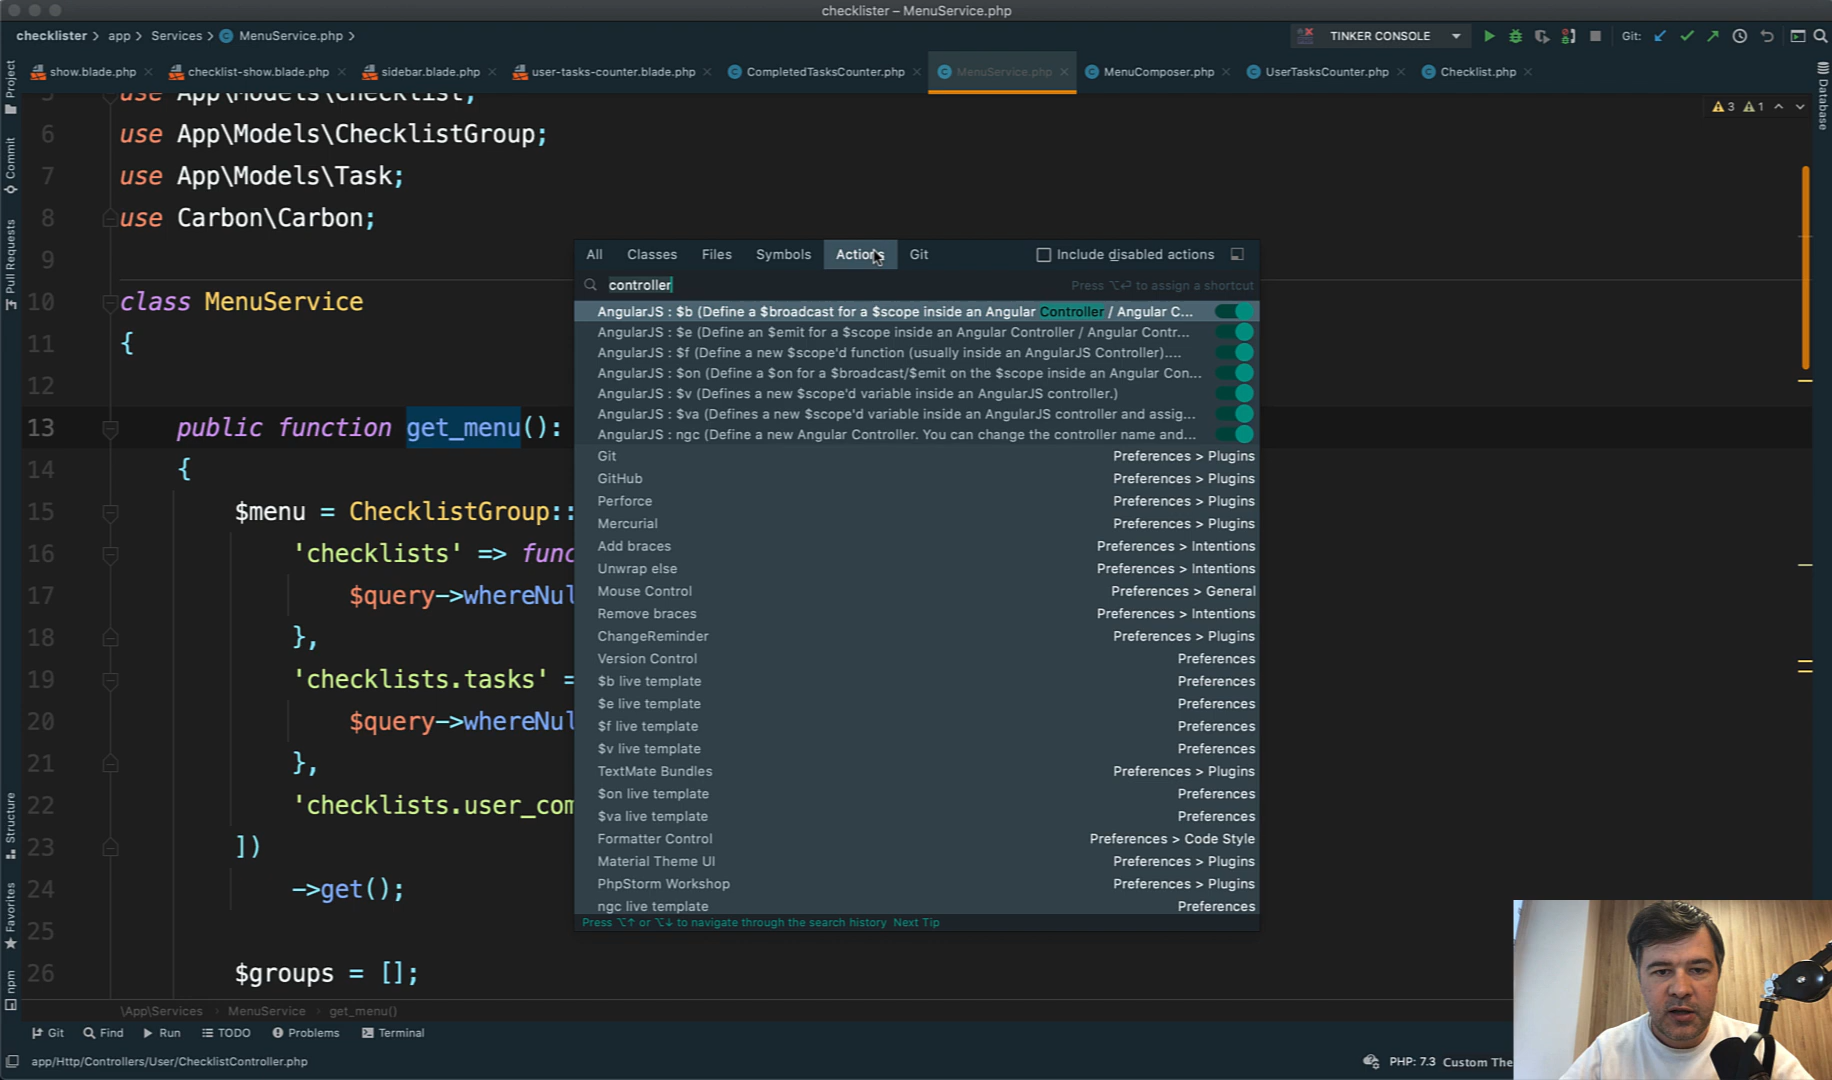 checklister – MenuService.php
checklister > app > Services > MenuService.php >
TINKER CONSOLE
Git:
show.blade.php
checklist-show.blade.php
sidebar.blade.php
user-tasks-counter.blade.php
CompletedTasksCounter.php
MenuService.php
MenuComposer.php
UserTasksCounter.php
Checklist.php
Project
Commit
Pull Requests
Structure
Favorites
npm
Database
3 1
use App\Models\Checklist;
6 use App\Models\ChecklistGroup;
7 use App\Models\Task;
8 use Carbon\Carbon;
9
10 class MenuService
11 {
12
13 public function get_menu():
14 {
15 $menu = ChecklistGroup::
16 'checklists' => func
17 $query->whereNul
18 },
19 'checklists.tasks' =
20 $query->whereNul
21 },
22 'checklists.user_com
23 ])
24 ->get();
25
26 $groups = [];
All Classes Files Symbols Actions Git Include disabled actions
controller Press ⌥⏎ to assign a shortcut
AngularJS : $b (Define a $broadcast for a $scope inside an Angular Controller / Angular C...
AngularJS : $e (Define an $emit for a $scope inside an Angular Controller / Angular Contr...
AngularJS : $f (Define a new $scope'd function (usually inside an AngularJS Controller)....
AngularJS : $on (Define a $on for a $broadcast/$emit on the $scope inside an Angular Con...
AngularJS : $v (Defines a new $scope'd variable inside an AngularJS controller.)
AngularJS : $va (Defines a new $scope'd variable inside an AngularJS controller and assig...
AngularJS : ngc (Define a new Angular Controller. You can change the controller name and...
Git Preferences > Plugins
GitHub Preferences > Plugins
Perforce Preferences > Plugins
Mercurial Preferences > Plugins
Add braces Preferences > Intentions
Unwrap else Preferences > Intentions
Mouse Control Preferences > General
Remove braces Preferences > Intentions
ChangeReminder Preferences > Plugins
Version Control Preferences
$b live template Preferences
$e live template Preferences
$f live template Preferences
$v live template Preferences
TextMate Bundles Preferences > Plugins
$on live template Preferences
$va live template Preferences
Formatter Control Preferences > Code Style
Material Theme UI Preferences > Plugins
PhpStorm Workshop Preferences > Plugins
ngc live template Preferences
Press ⌥↑ or ⌥↓ to navigate through the search history Next Tip
\App\Services > MenuService > get_menu()
Git Find Run TODO Problems Terminal
app/Http/Controllers/User/ChecklistController.php
PHP: 7.3 Custom The